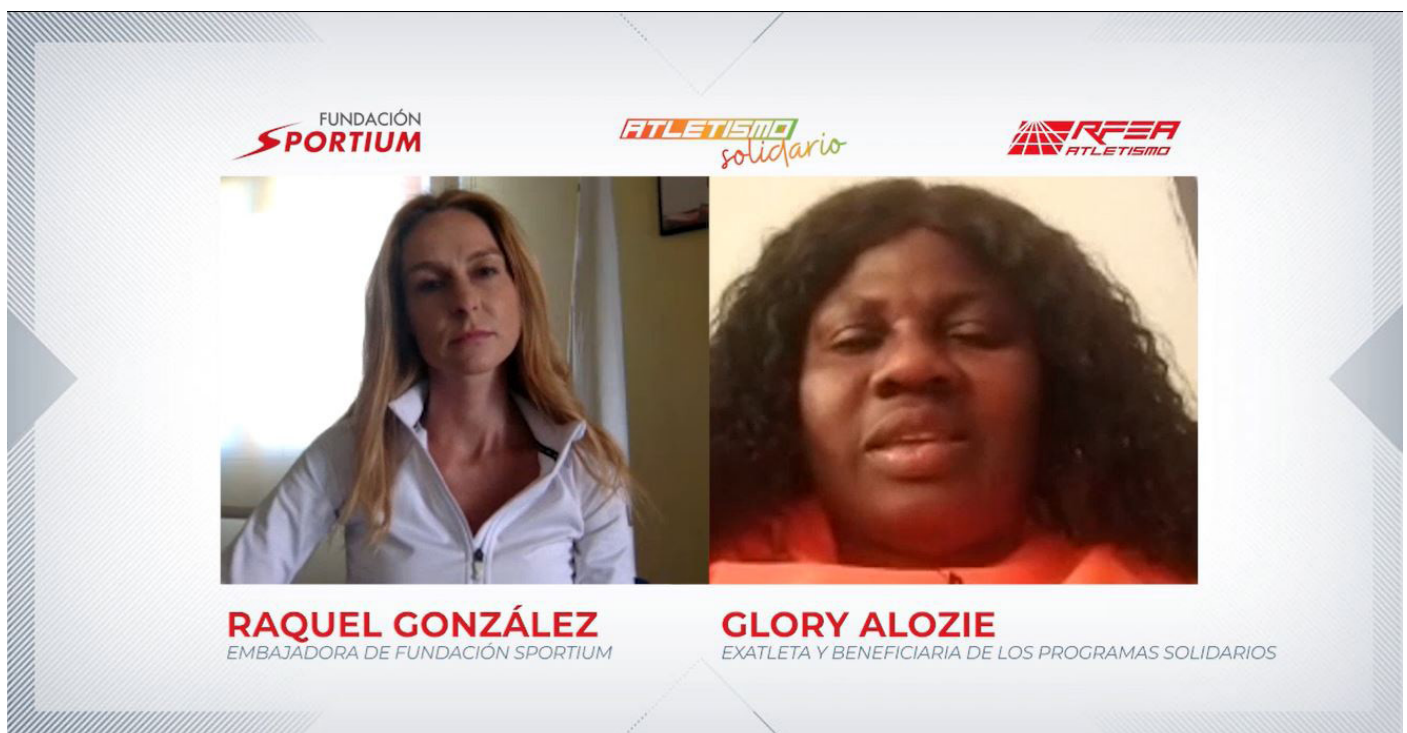 FUNDACIÓN
SPORTIUM
ATLETISMO
solidario
RFEA
ATLETISMO
RAQUEL GONZÁLEZ
EMBAJADORA DE FUNDACIÓN SPORTIUM
GLORY ALOZIE
EXATLETA Y BENEFICIARIA DE LOS PROGRAMAS SOLIDARIOS